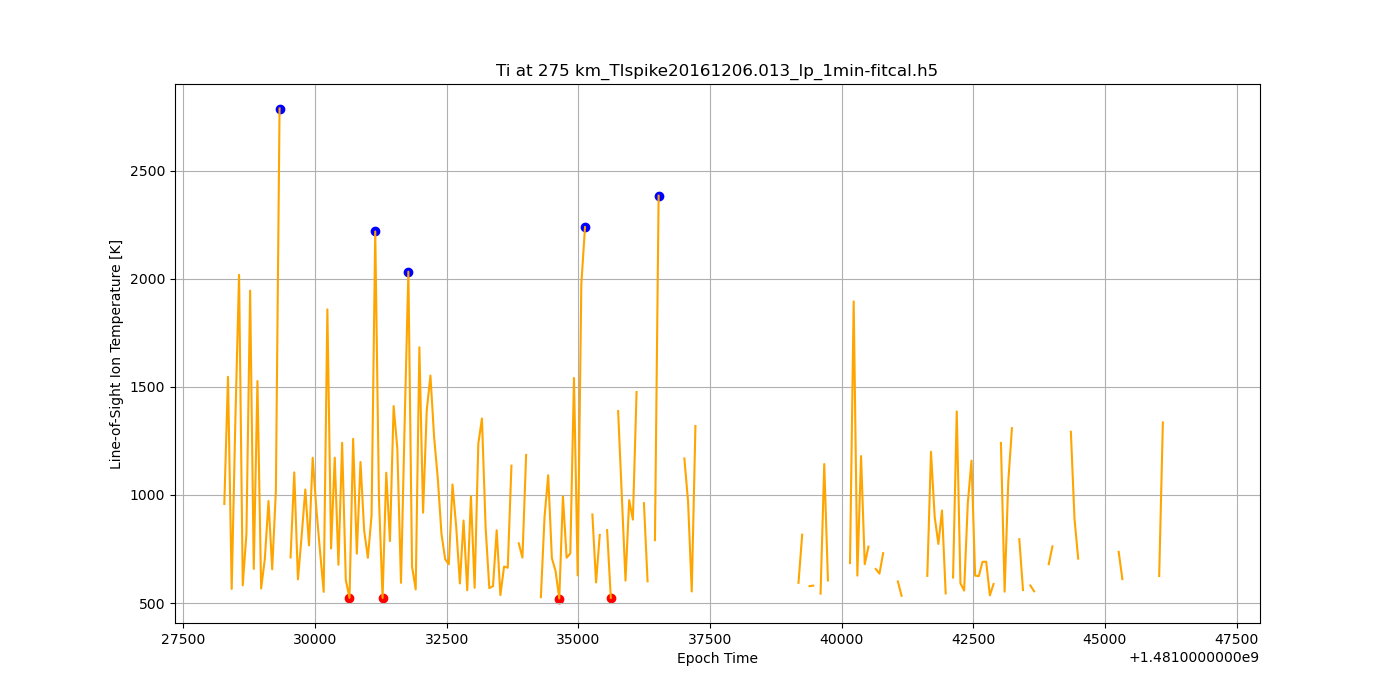 Ti at 275 km_TIspike20161206.013_lp_1min-fitcal.h5
Line-of-Sight Ion Temperature [K]
2500
2000
1500
1000
500
27500 30000 32500 35000 37500 40000 42500 45000 47500
Epoch Time
+1.4810000000e9